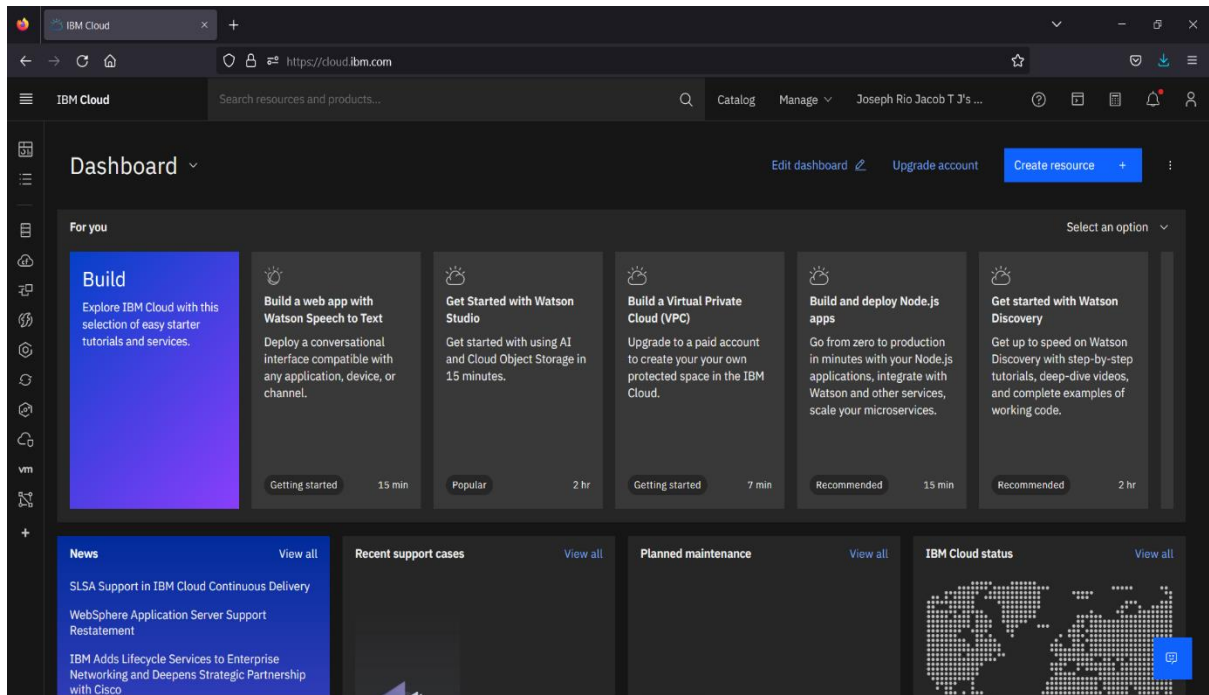 IBM Cloud
https://cloud.ibm.com
IBM Cloud
Search resources and products...
Catalog
Manage
Joseph Rio Jacob T J's ...
Dashboard
Edit dashboard
Upgrade account
Create resource +
For you
Select an option
Build
Explore IBM Cloud with this
selection of easy starter
tutorials and services.
Build a web app with
Watson Speech to Text
Deploy a conversational
interface compatible with
any application, device, or
channel.
Getting started
15 min
Get Started with Watson
Studio
Get started with using AI
and Cloud Object Storage in
15 minutes.
Popular
2 hr
Build a Virtual Private
Cloud (VPC)
Upgrade to a paid account
to create your your own
protected space in the IBM
Cloud.
Getting started
7 min
Build and deploy Node.js
apps
Go from zero to production
in minutes with your Node.js
applications, integrate with
Watson and other services,
scale your microservices.
Recommended
15 min
Get started with Watson
Discovery
Get up to speed on Watson
Discovery with step-by-step
tutorials, deep-dive videos,
and complete examples of
working code.
Recommended
2 hr
vm
News
View all
SLSA Support in IBM Cloud Continuous Delivery
WebSphere Application Server Support
Restatement
IBM Adds Lifecycle Services to Enterprise
Networking and Deepens Strategic Partnership
with Cisco
Recent support cases
View all
Planned maintenance
View all
IBM Cloud status
View all